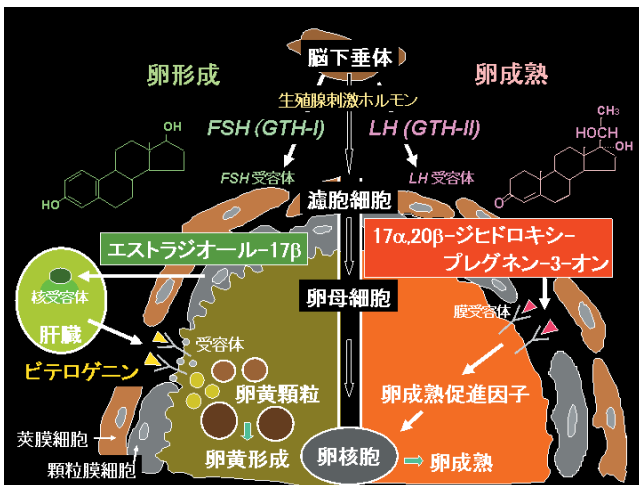 脳下垂体
卵形成
卵成熟
生殖腺刺激ホルモン
FSH (GTH-I)
LH (GTH-II)
OH
HO
CH3
HOCH
OH
O
FSH 受容体
LH 受容体
濾胞細胞
エストラジオール-17β
17α,20β-ジヒドロキシ-
プレグネン-3-オン
核受容体
肝臓
卵母細胞
膜受容体
受容体
ビテロゲニン
卵黄顆粒
卵成熟促進因子
莢膜細胞
顆粒膜細胞
卵黄形成
卵核胞
卵成熟